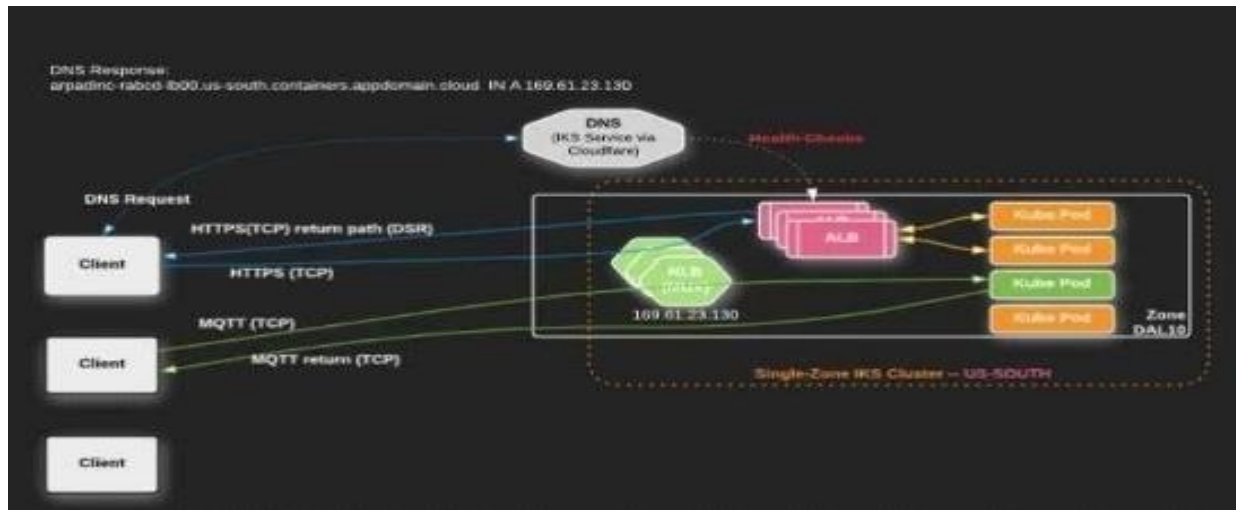 DNS Response:
arpadinc-rabcd-lb00.us-south.containers.appdomain.cloud IN A 169.61.23.130
DNS
(IKS Service via
Cloudflare)
Health Checks
DNS Request
HTTPS(TCP) return path (DSR)
Client
HTTPS (TCP)
ALB
ALB
NLB
169.61.23.130
Kube Pod
Kube Pod
Kube Pod
Kube Pod
Zone
DAL10
MQTT (TCP)
MQTT return (TCP)
Client
Single-Zone IKS Cluster – US-SOUTH
Client